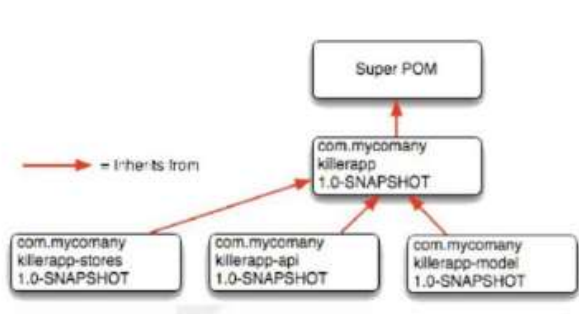 Super POM
com.mycomany
killerapp
1.0-SNAPSHOT
= Inherits from
com.mycomany
killerapp-stores
1.0-SNAPSHOT
com.mycomany
killerapp-api
1.0-SNAPSHOT
com.mycomany
killerapp-model
1.0-SNAPSHOT